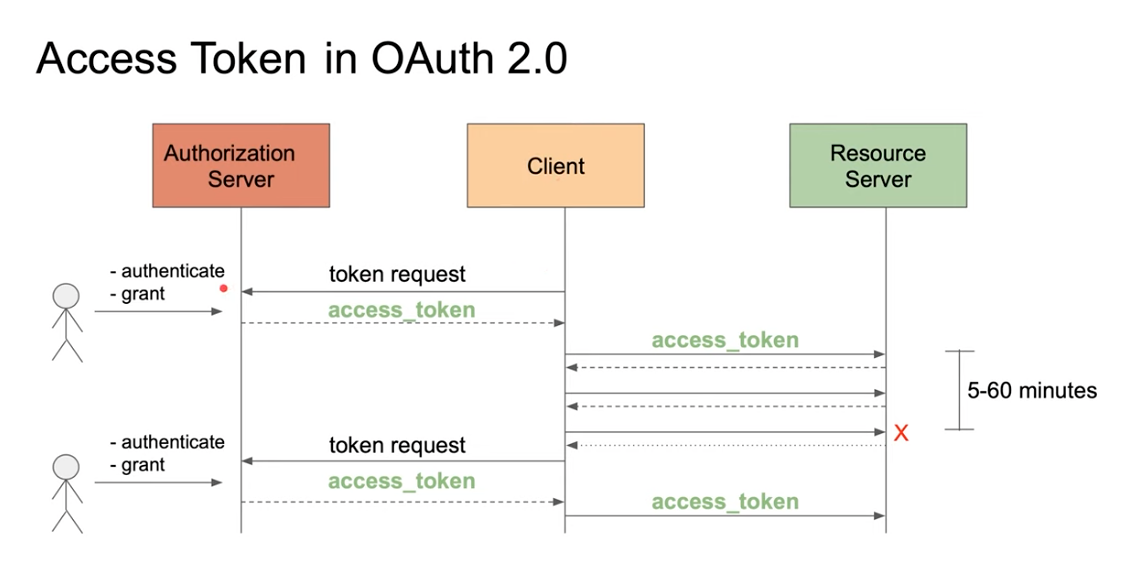 Access Token in OAuth 2.0
Authorization
Server
Client
Resource
Server
- authenticate
- grant
token request
access_token
access_token
5-60 minutes
X
- authenticate
- grant
token request
access_token
access_token